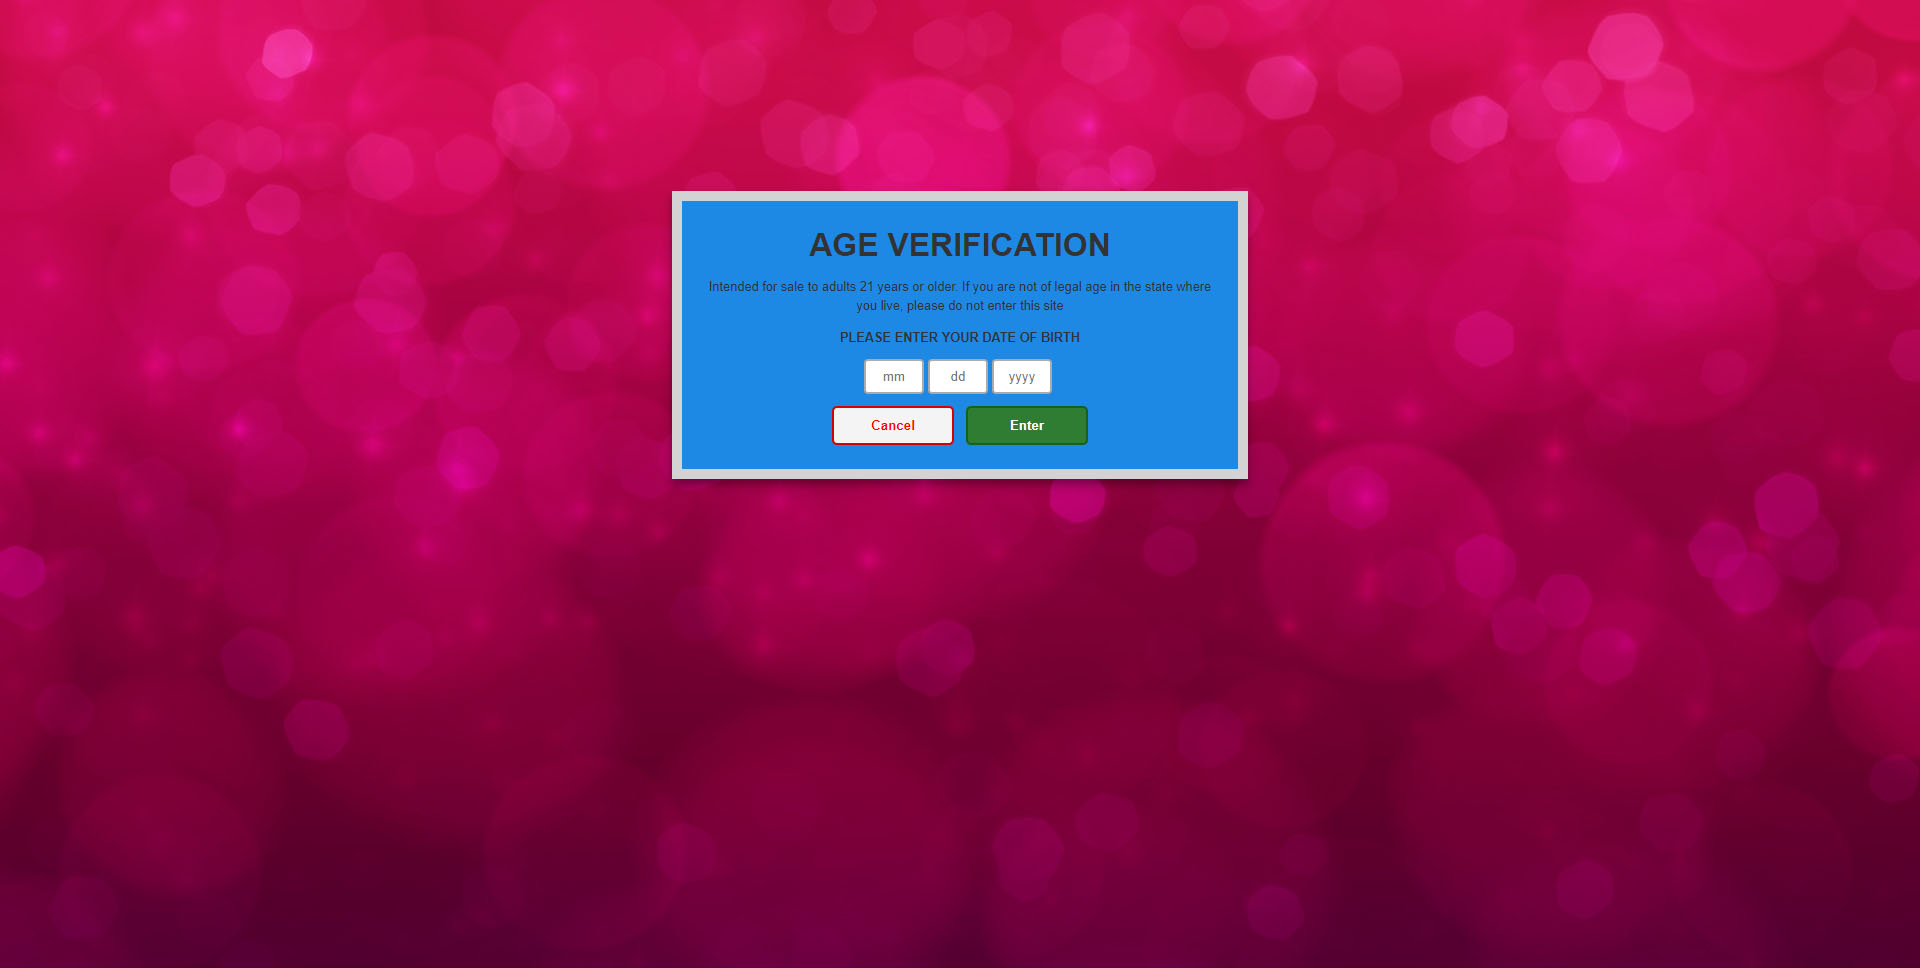 AGE VERIFICATION
Intended for sale to adults 21 years or older. If you are not of legal age in the state where
you live, please do not enter this site
PLEASE ENTER YOUR DATE OF BIRTH
mm dd yyyy
Cancel Enter